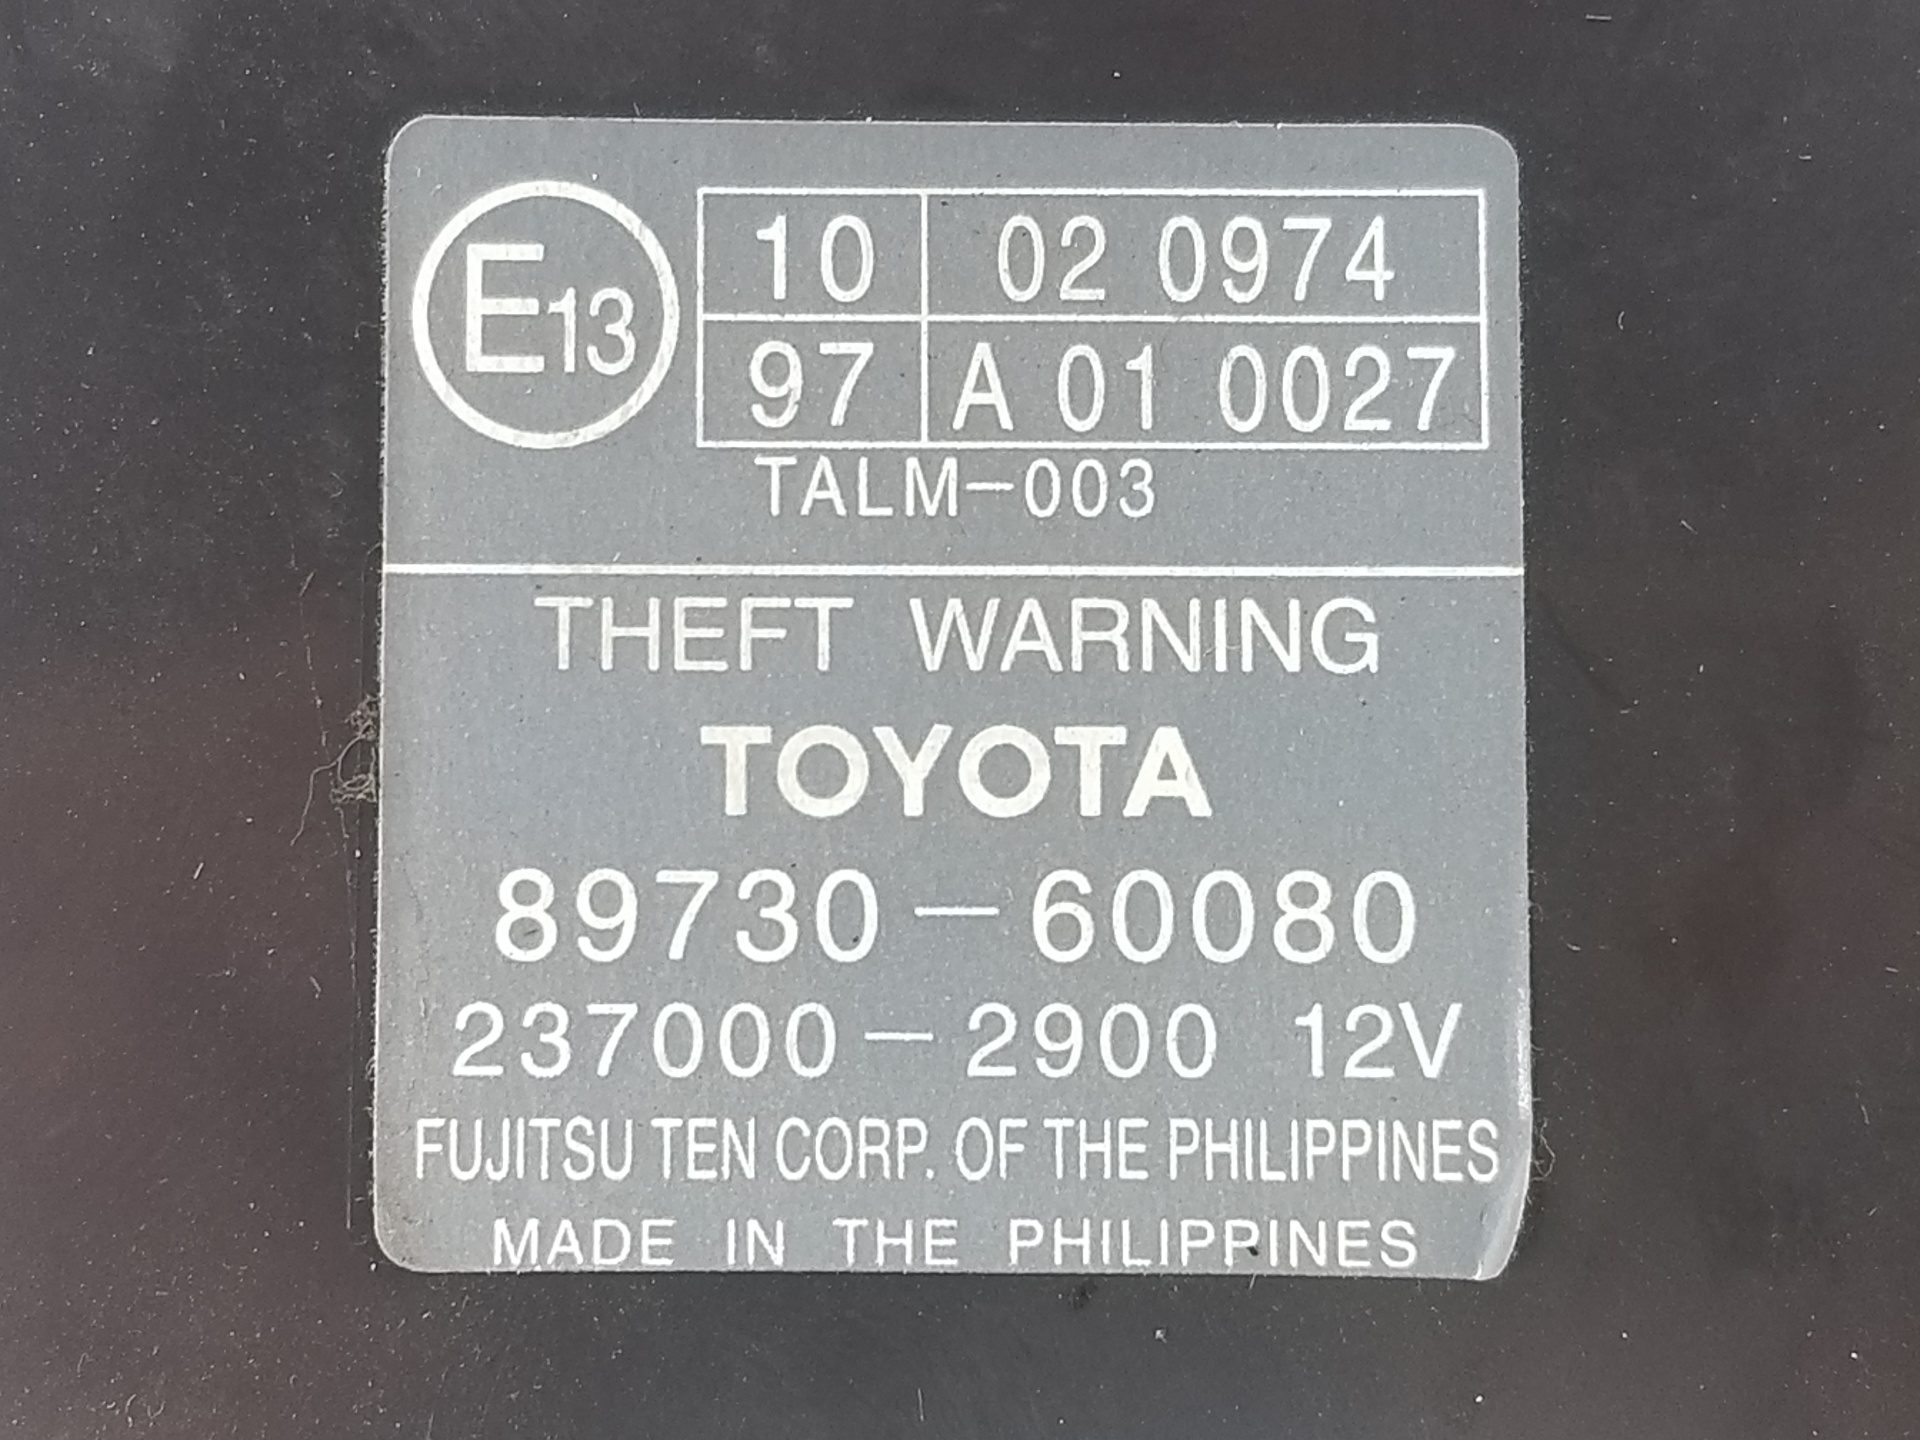 E13
10 02 0974
97 A 01 0027
TALM-003
THEFT WARNING
TOYOTA
89730-60080
237000-2900 12V
FUJITSU TEN CORP. OF THE PHILIPPINES
MADE IN THE PHILIPPINES